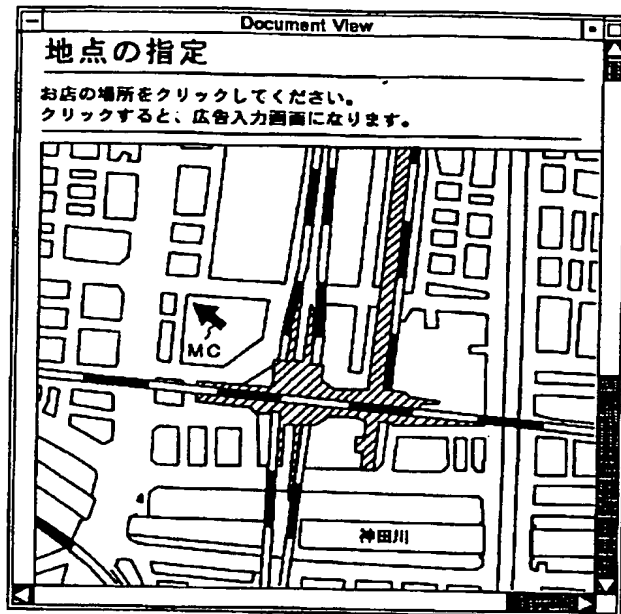 Document View
地点の指定
お店の場所をクリックしてください。
クリックすると、広告入力画面になります。
MC
神田川